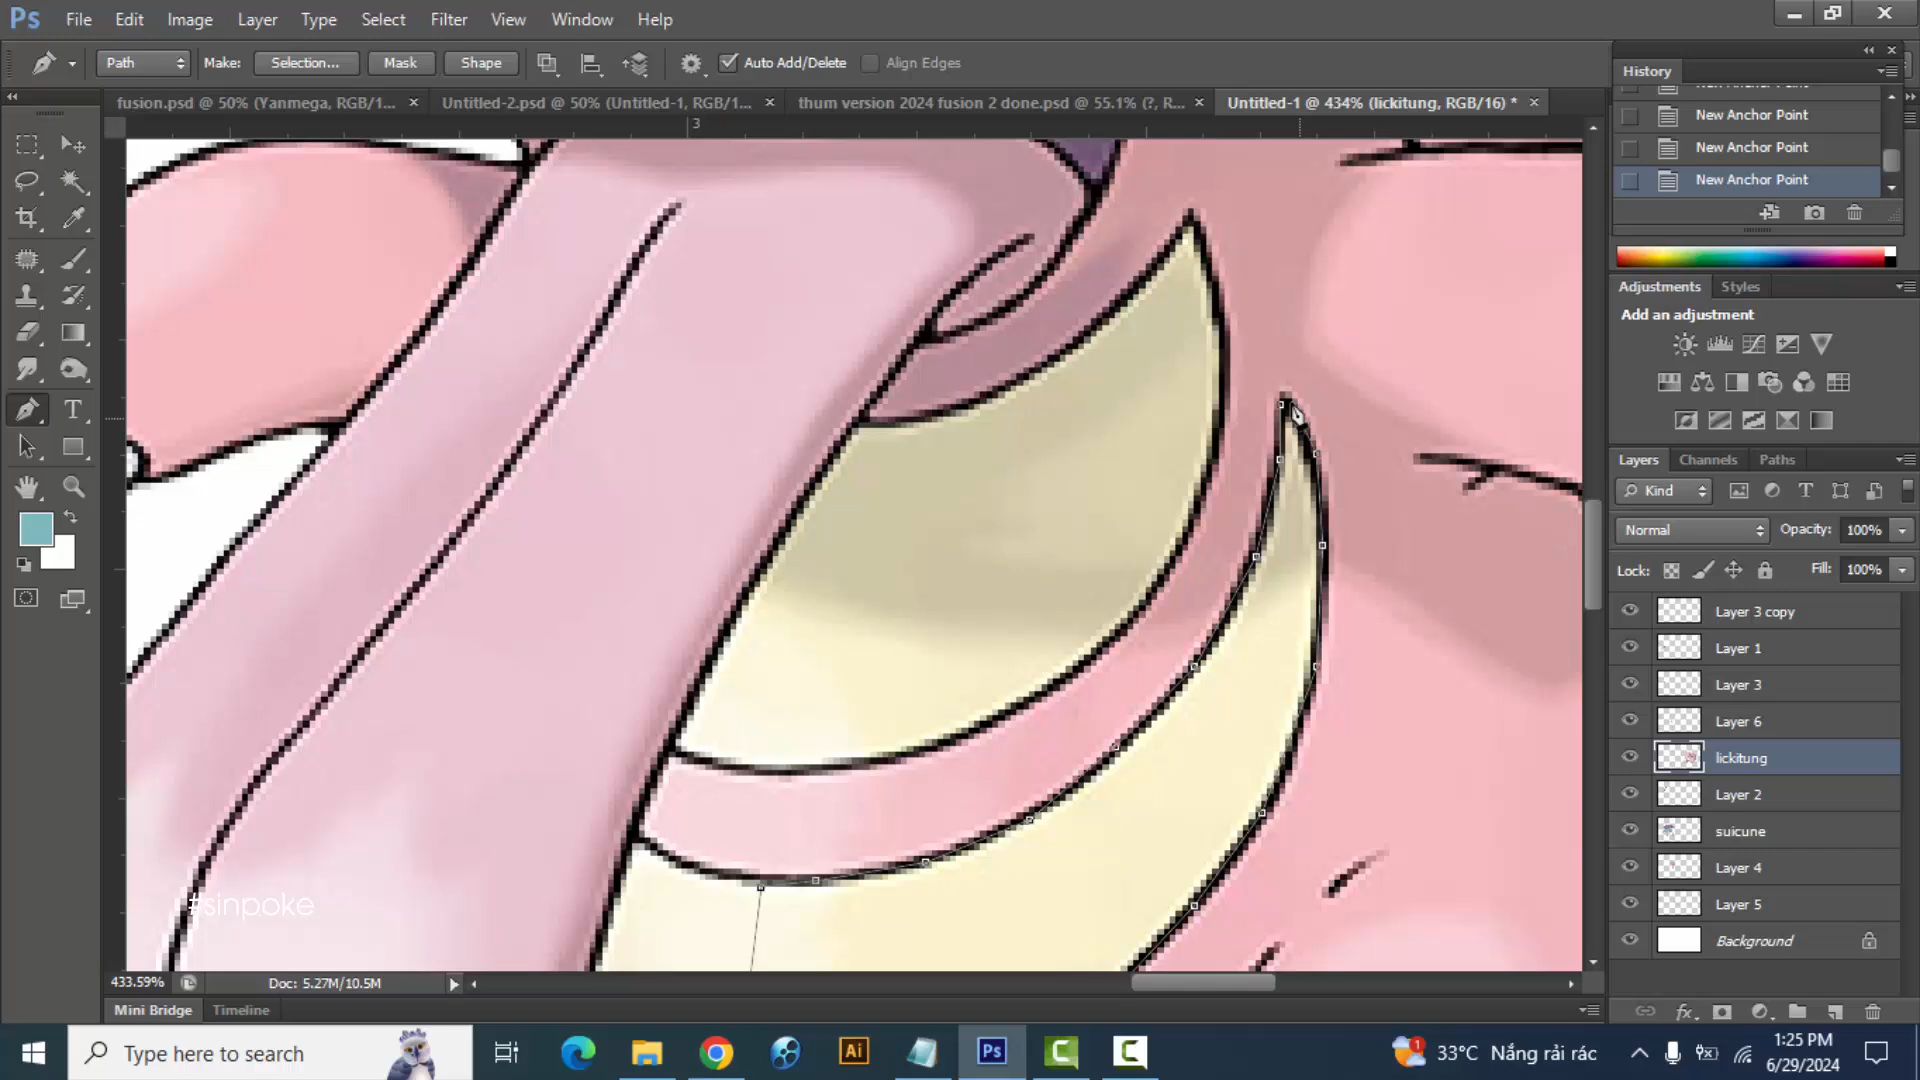 Ps File Edit Image Layer Type Select Filter View Window Help
Path Make: Selection... Mask Shape Auto Add/Delete Align Edges
fusion.psd @ 50% (Yanmega, RGB/1... × Untitled-2.psd @ 50% (Untitled-1, RGB/1... × thum version 2024 fusion 2 done.psd @ 55.1% (?, R... × Untitled-1 @ 434% (lickitung, RGB/16) * ×
3
History
New Anchor Point
New Anchor Point
New Anchor Point
Adjustments Styles
Add an adjustment
Layers Channels Paths
Kind
Normal Opacity: 100%
Lock: Fill: 100%
Layer 3 copy
Layer 1
Layer 3
Layer 6
lickitung
Layer 2
suicune
Layer 4
Layer 5
Background
#sinpoke
433.59% Doc: 5.27M/10.5M
Mini Bridge Timeline
Type here to search
Ai Ps
1 33°C Nắng rải rác
1:25 PM
6/29/2024